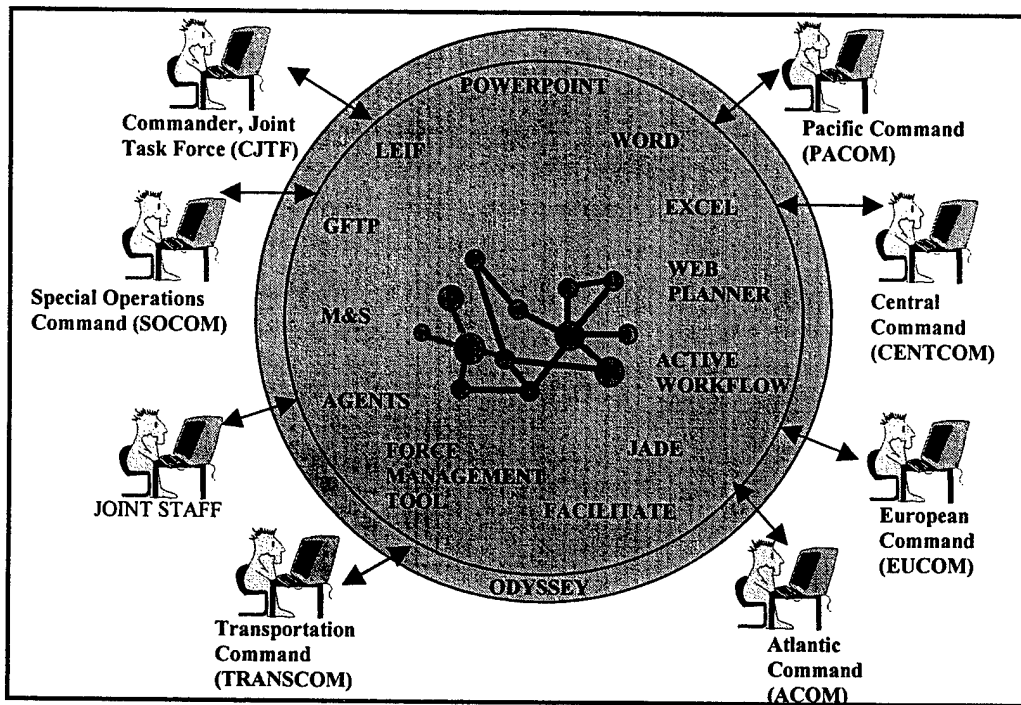 Commander, Joint
Task Force (CJTF)
Special Operations
Command (SOCOM)
JOINT STAFF
Transportation
Command
(TRANSCOM)
POWERPOINT
LEIF
WORD
GFTP
EXCEL
WEB
PLANNER
M&S
ACTIVE
WORKFLOW
AGENTS
JADE
FORCE
MANAGEMENT
TOOL
FACILITATE
ODYSSEY
Pacific Command
(PACOM)
Central
Command
(CENTCOM)
European
Command
(EUCOM)
Atlantic
Command
(ACOM)